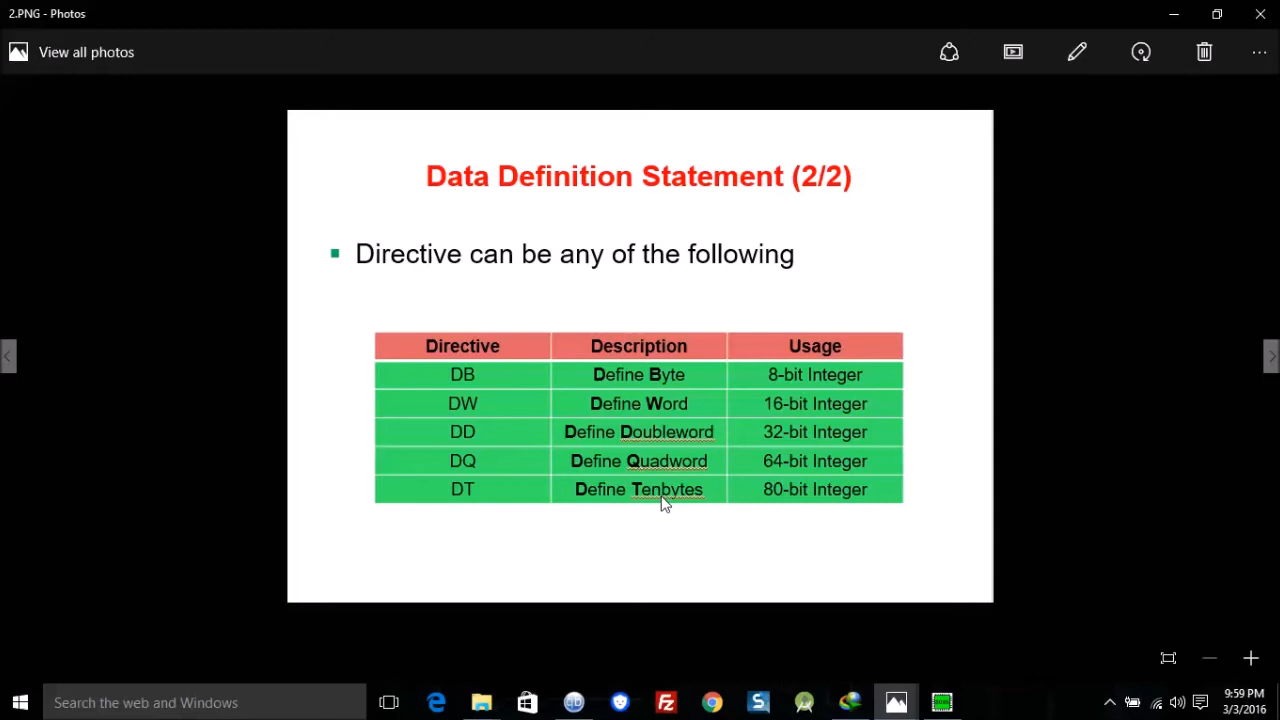 2.PNG - Photos
View all photos
Data Definition Statement (2/2)
▪ Directive can be any of the following
Directive Description Usage
DB Define Byte 8-bit Integer
DW Define Word 16-bit Integer
DD Define Doubleword 32-bit Integer
DQ Define Quadword 64-bit Integer
DT Define Tenbytes 80-bit Integer
Search the web and Windows
9:59 PM
3/3/2016